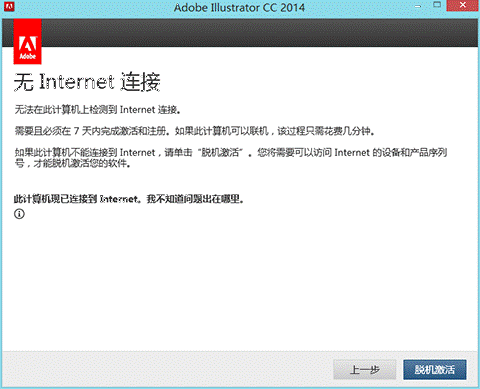 Adobe Illustrator CC 2014
Adobe
无 Internet 连接
无法在此计算机上检测到 Internet 连接。
需要且必须在 7 天内完成激活和注册。如果此计算机可以联机，该过程只需花费几分钟。
如果此计算机不能连接到 Internet，请单击“脱机激活”。您将需要可以访问 Internet 的设备和产品序列
号，才能脱机激活您的软件。
此计算机现已连接到 Internet。我不知道问题出在哪里。
上一步
脱机激活